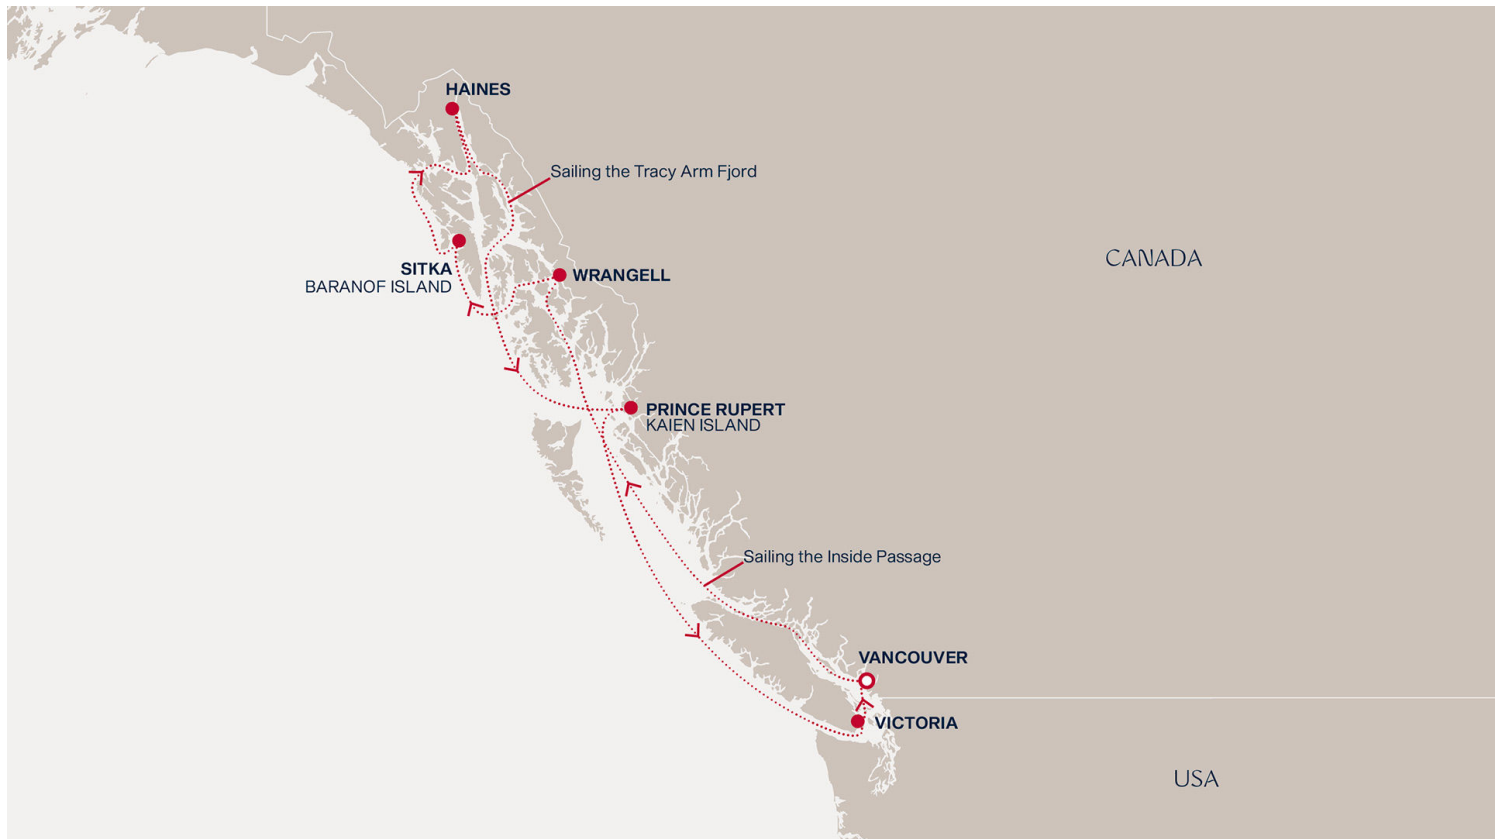 HAINES
Sailing the Tracy Arm Fjord
CANADA
SITKA
BARANOF ISLAND
WRANGELL
PRINCE RUPERT
KAIEN ISLAND
Sailing the Inside Passage
VANCOUVER
VICTORIA
USA